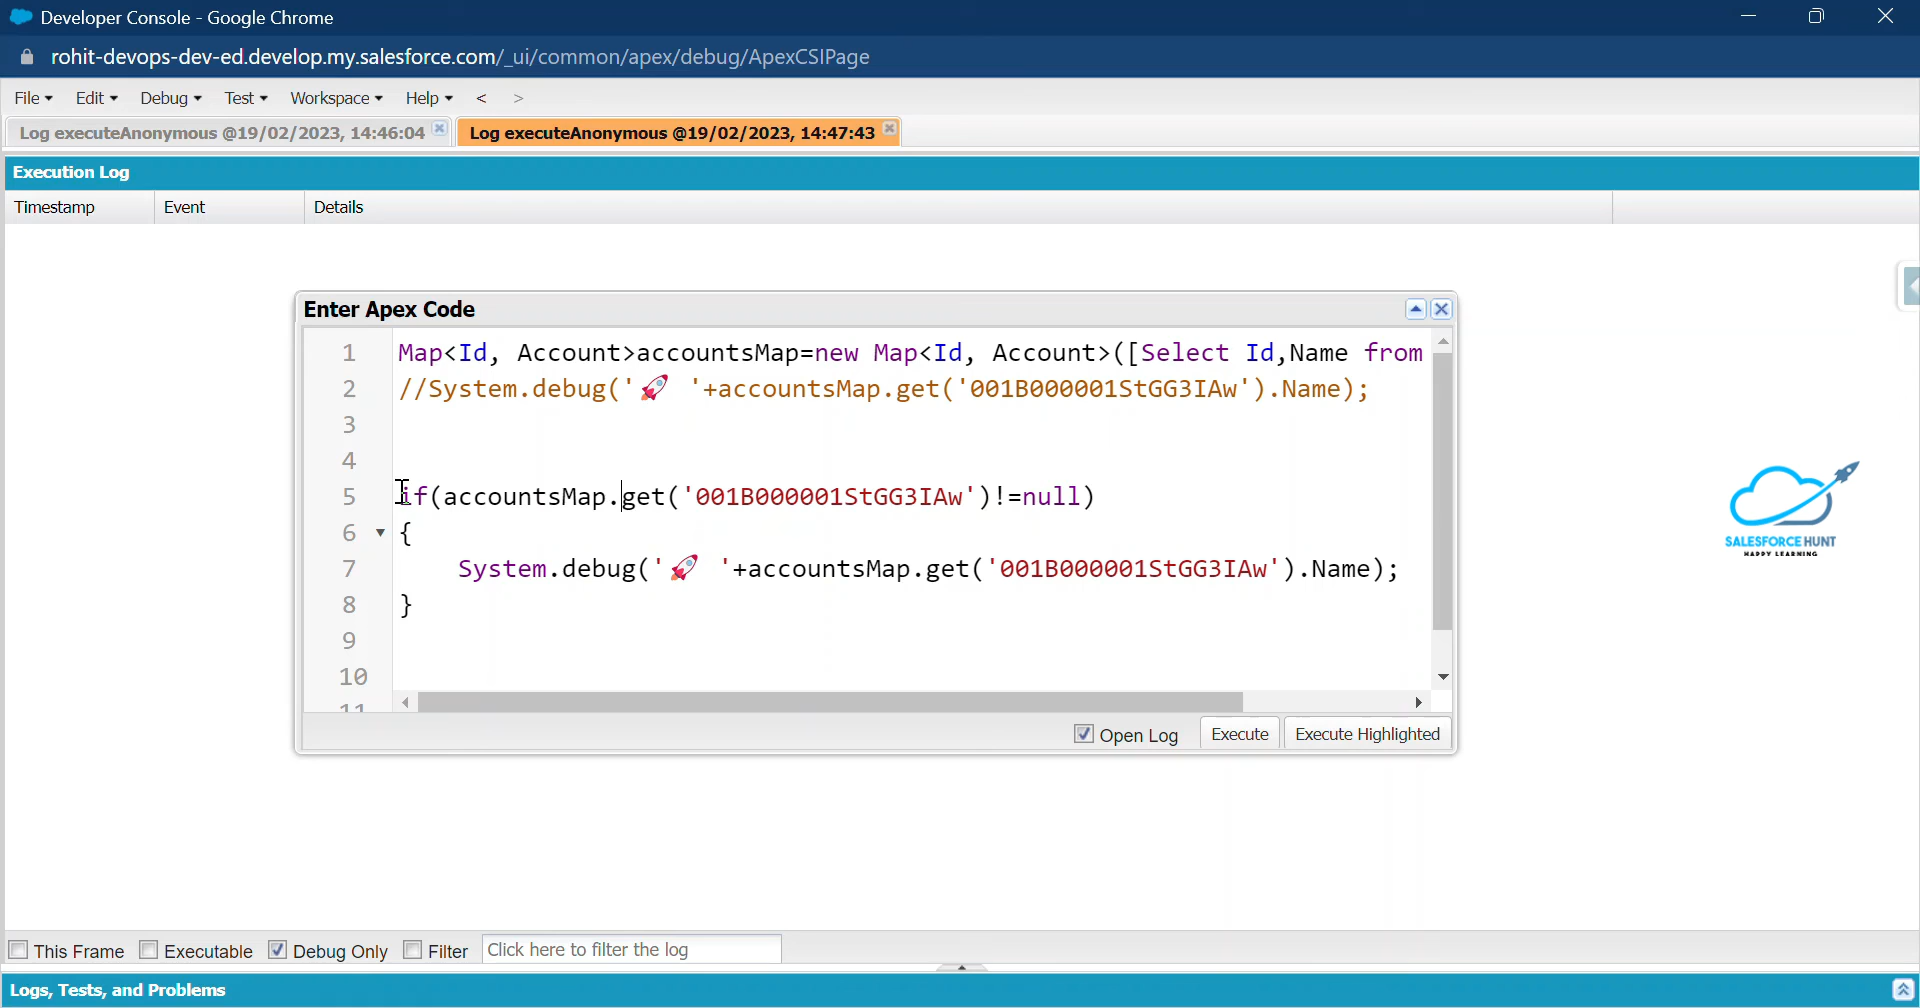 Developer Console - Google Chrome
rohit-devops-dev-ed.develop.my.salesforce.com/_ui/common/apex/debug/ApexCSIPage
File Edit Debug Test Workspace Help < >
Log executeAnonymous @19/02/2023, 14:46:04 Log executeAnonymous @19/02/2023, 14:47:43
Execution Log
Timestamp Event Details
Enter Apex Code
1 Map<Id, Account>accountsMap=new Map<Id, Account>([Select Id,Name from
2 //System.debug('🚀 '+accountsMap.get('001B000001StGG3IAw').Name);
3
4
5 if(accountsMap.get('001B000001StGG3IAw')!=null)
6 {
7 System.debug('🚀 '+accountsMap.get('001B000001StGG3IAw').Name);
8 }
9
10
11
Open Log Execute Execute Highlighted
SALESFORCE HUNT
HAPPY LEARNING
This Frame Executable Debug Only Filter Click here to filter the log
Logs, Tests, and Problems